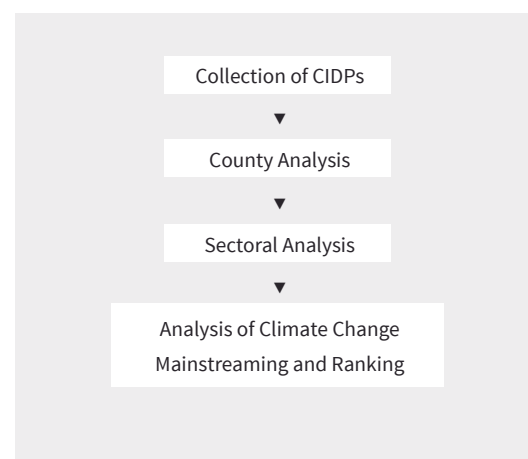 Collection of CIDPs
▼
County Analysis
▼
Sectoral Analysis
▼
Analysis of Climate Change
Mainstreaming and Ranking